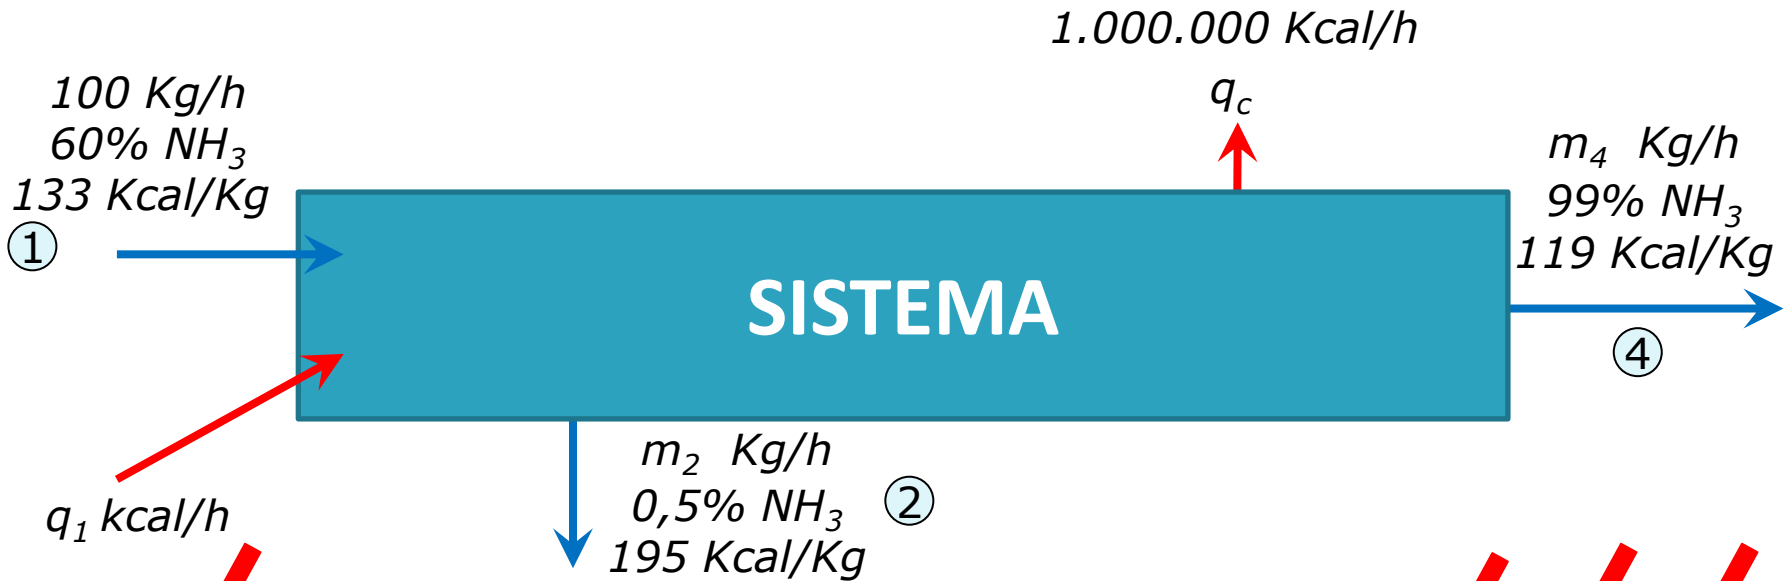 1.000.000 Kcal/h
q_c
100 Kg/h
60% NH₃
133 Kcal/Kg
①
SISTEMA
m₄ Kg/h
99% NH₃
119 Kcal/Kg
④
q₁ kcal/h
m₂ Kg/h
0,5% NH₃
②
195 Kcal/Kg